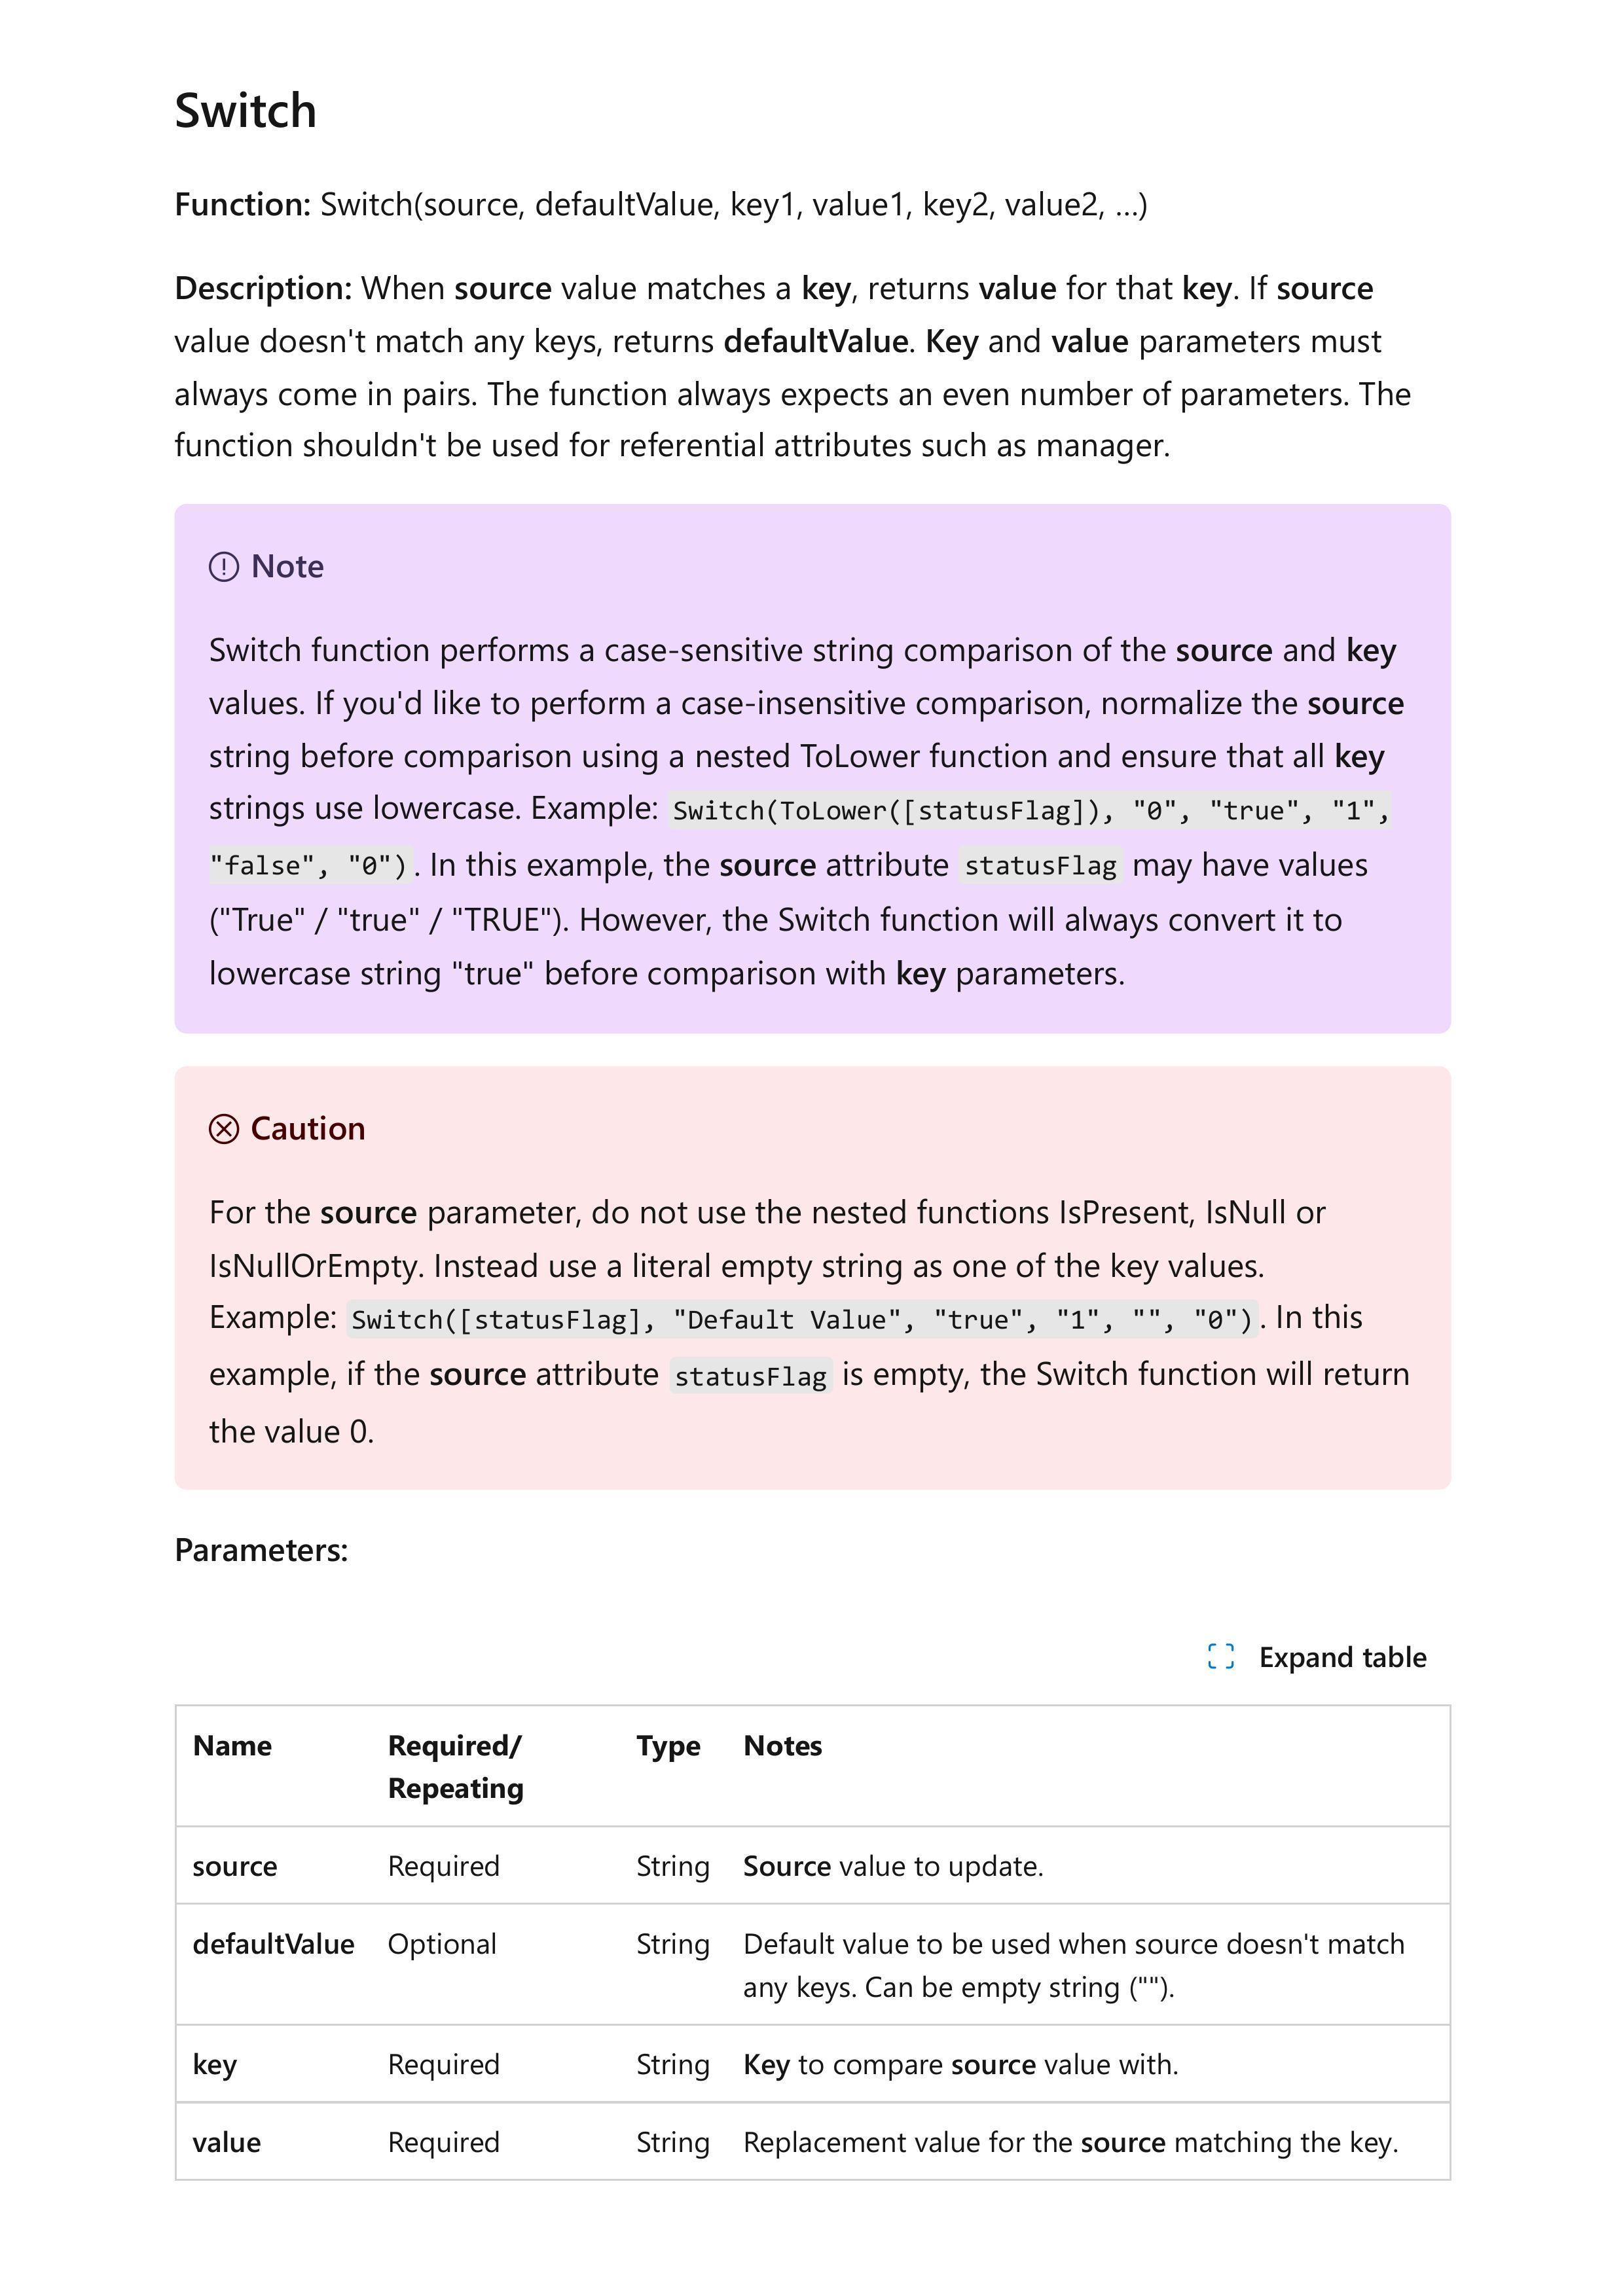 Switch
Function: Switch(source, defaultValue, key1, value1, key2, value2, …)
Description: When source value matches a key, returns value for that key. If source
value doesn't match any keys, returns defaultValue. Key and value parameters must
always come in pairs. The function always expects an even number of parameters. The
function shouldn't be used for referential attributes such as manager.
Note
Switch function performs a case-sensitive string comparison of the source and key
values. If you'd like to perform a case-insensitive comparison, normalize the source
string before comparison using a nested ToLower function and ensure that all key
strings use lowercase. Example: Switch(ToLower([statusFlag]), "0", "true", "1",
"false", "0"). In this example, the source attribute statusFlag may have values
("True" / "true" / "TRUE"). However, the Switch function will always convert it to
lowercase string "true" before comparison with key parameters.
Caution
For the source parameter, do not use the nested functions IsPresent, IsNull or
IsNullOrEmpty. Instead use a literal empty string as one of the key values.
Example: Switch([statusFlag], "Default Value", "true", "1", "", "0"). In this
example, if the source attribute statusFlag is empty, the Switch function will return
the value 0.
Parameters:
Expand table
Name Required/ Type Notes
Repeating
source Required String Source value to update.
defaultValue Optional String Default value to be used when source doesn't match
any keys. Can be empty string ("").
key Required String Key to compare source value with.
value Required String Replacement value for the source matching the key.